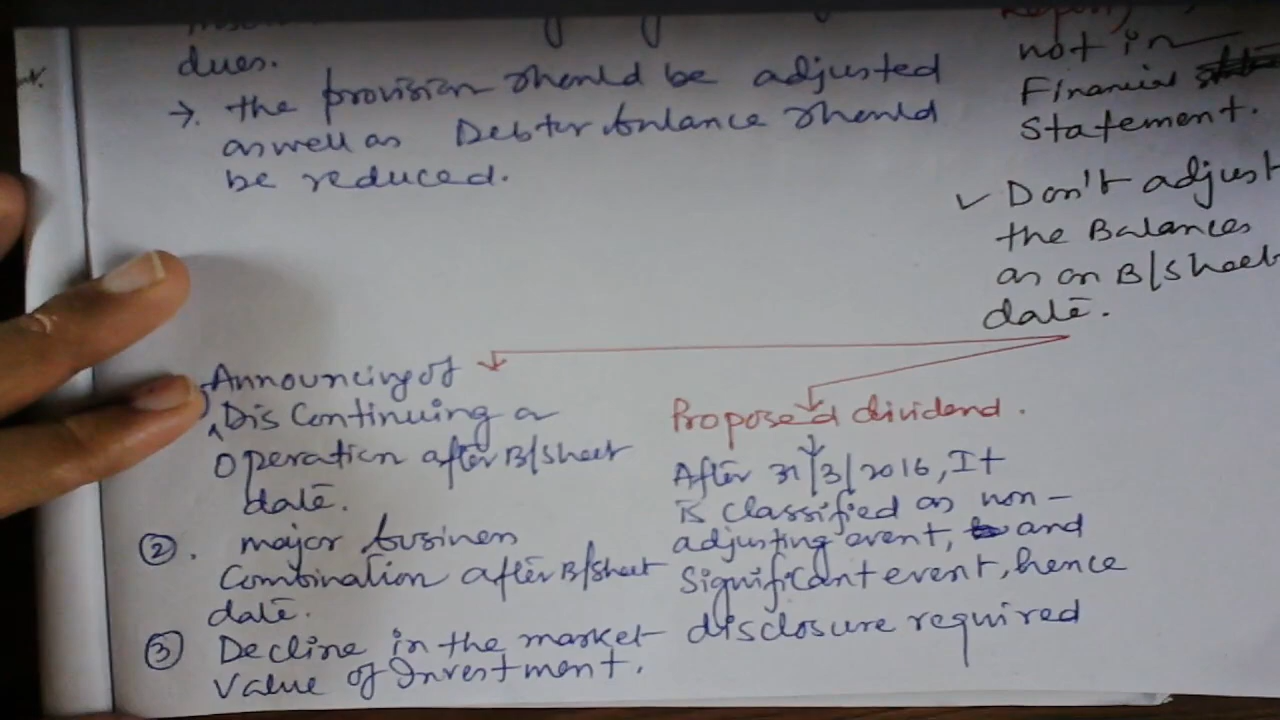 dues.
→. the provision should be adjusted
as well as Debtor balance should
be reduced.
not in
Financial
Statement.
✓ Don't adjust
the Balances
as on B/Sheet
date.
Announcing of
Discontinuing a
Operation after B/sheet
date.
②. major business
Combination after B/sheet
date.
③ Decline in the market
Value of Investment.
Proposed dividend.
After 31/3/2016, It
is classified as non-
adjusting event, and
Significant event, hence
disclosure required